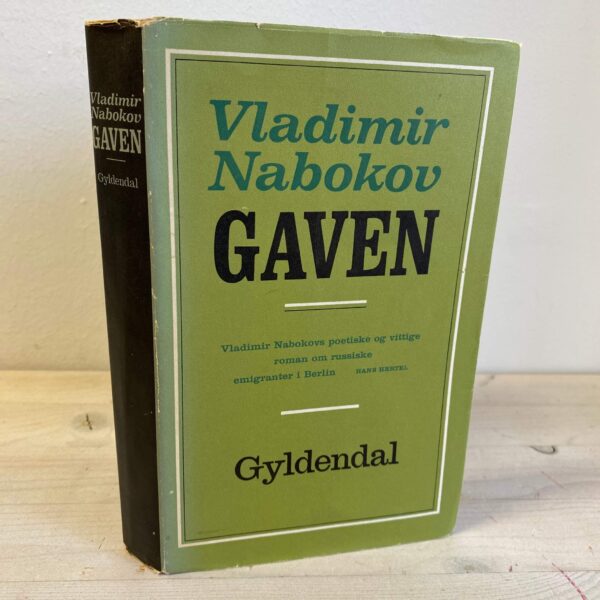 Vladimir
Nabokov
GAVEN
Gyldendal
Vladimir
Nabokov
GAVEN
Vladimir Nabokovs poetiske og vittige
roman om russiske
emigranter i Berlin HANS HERTEL
Gyldendal